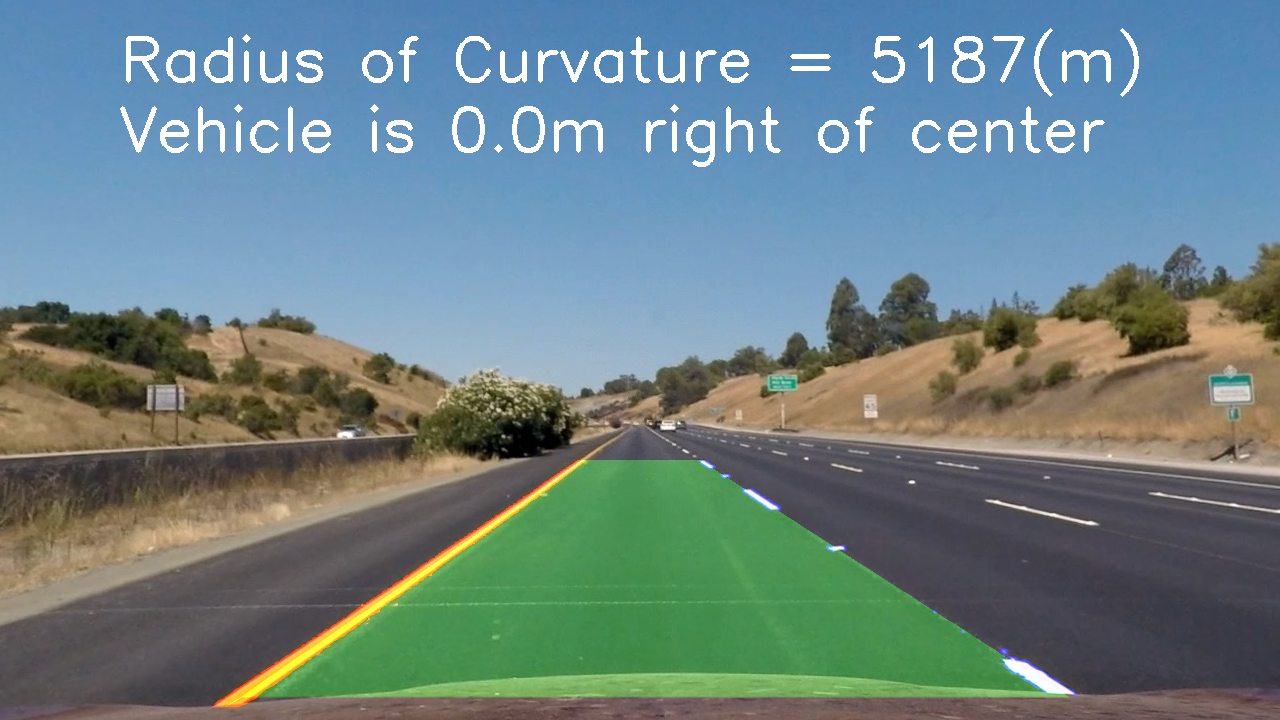 Radius of Curvature = 5187(m)
Vehicle is 0.0m right of center